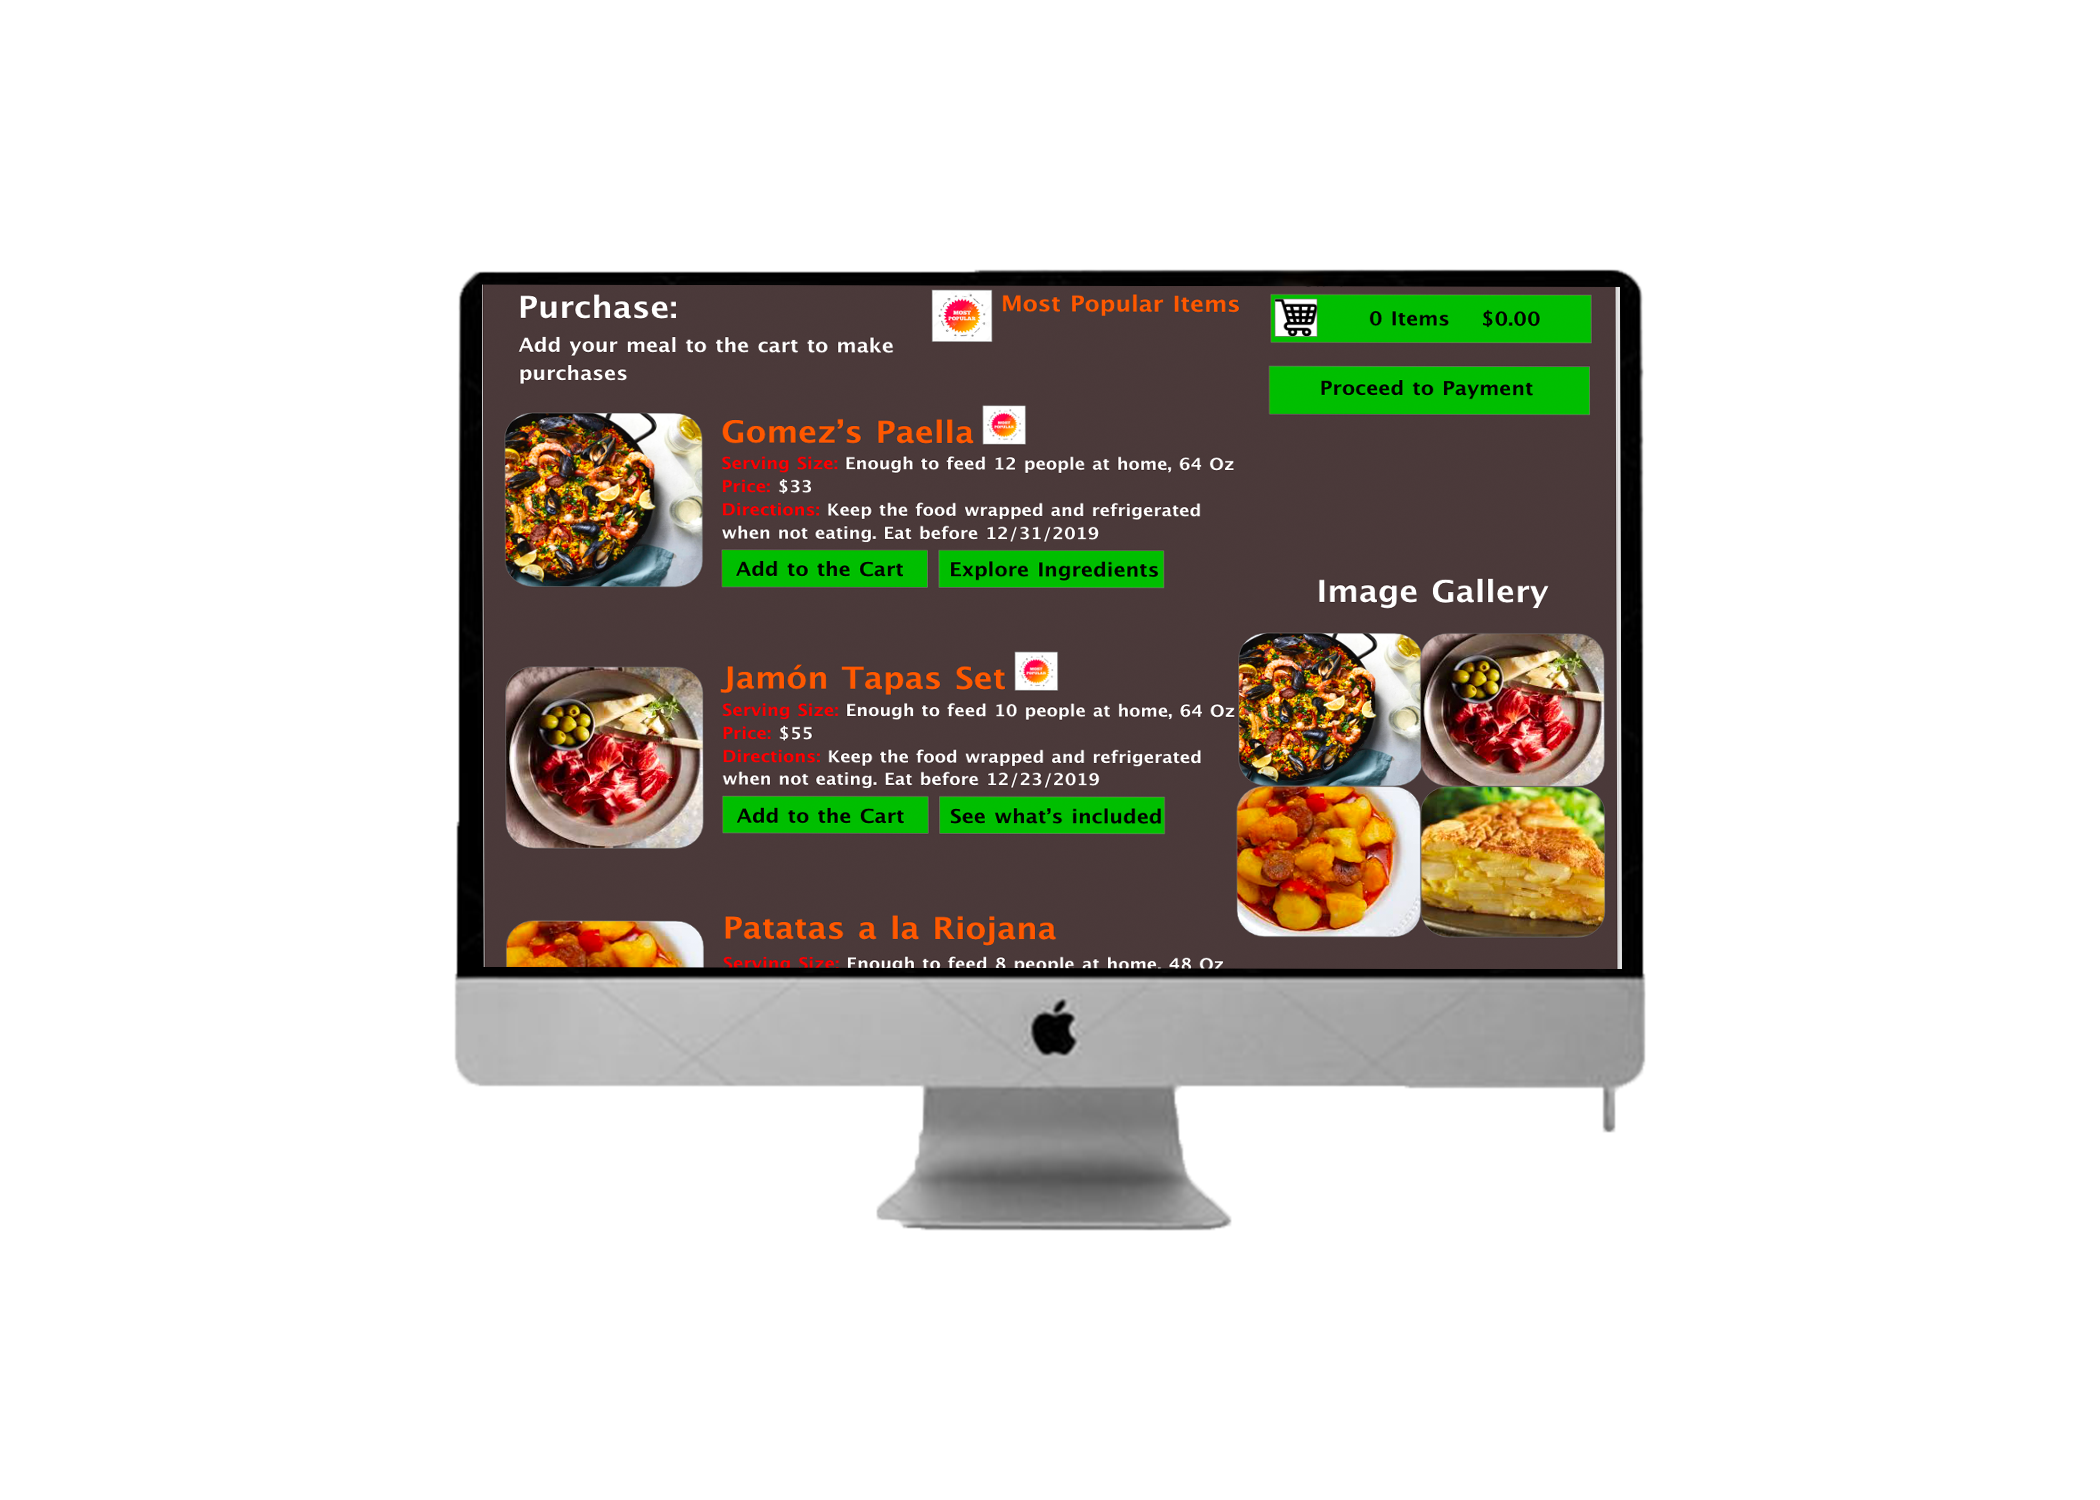 Purchase:
Add your meal to the cart to make
purchases
MOST
POPULAR
Most Popular Items
0 Items $0.00
Proceed to Payment
Gomez’s Paella
MOST
POPULAR
Serving Size: Enough to feed 12 people at home, 64 Oz
Price: $33
Directions: Keep the food wrapped and refrigerated
when not eating. Eat before 12/31/2019
Add to the Cart
Explore Ingredients
Image Gallery
Jamón Tapas Set
MOST
POPULAR
Serving Size: Enough to feed 10 people at home, 64 Oz
Price: $55
Directions: Keep the food wrapped and refrigerated
when not eating. Eat before 12/23/2019
Add to the Cart
See what’s included
Patatas a la Riojana
Serving Size: Enough to feed 8 people at home, 48 Oz